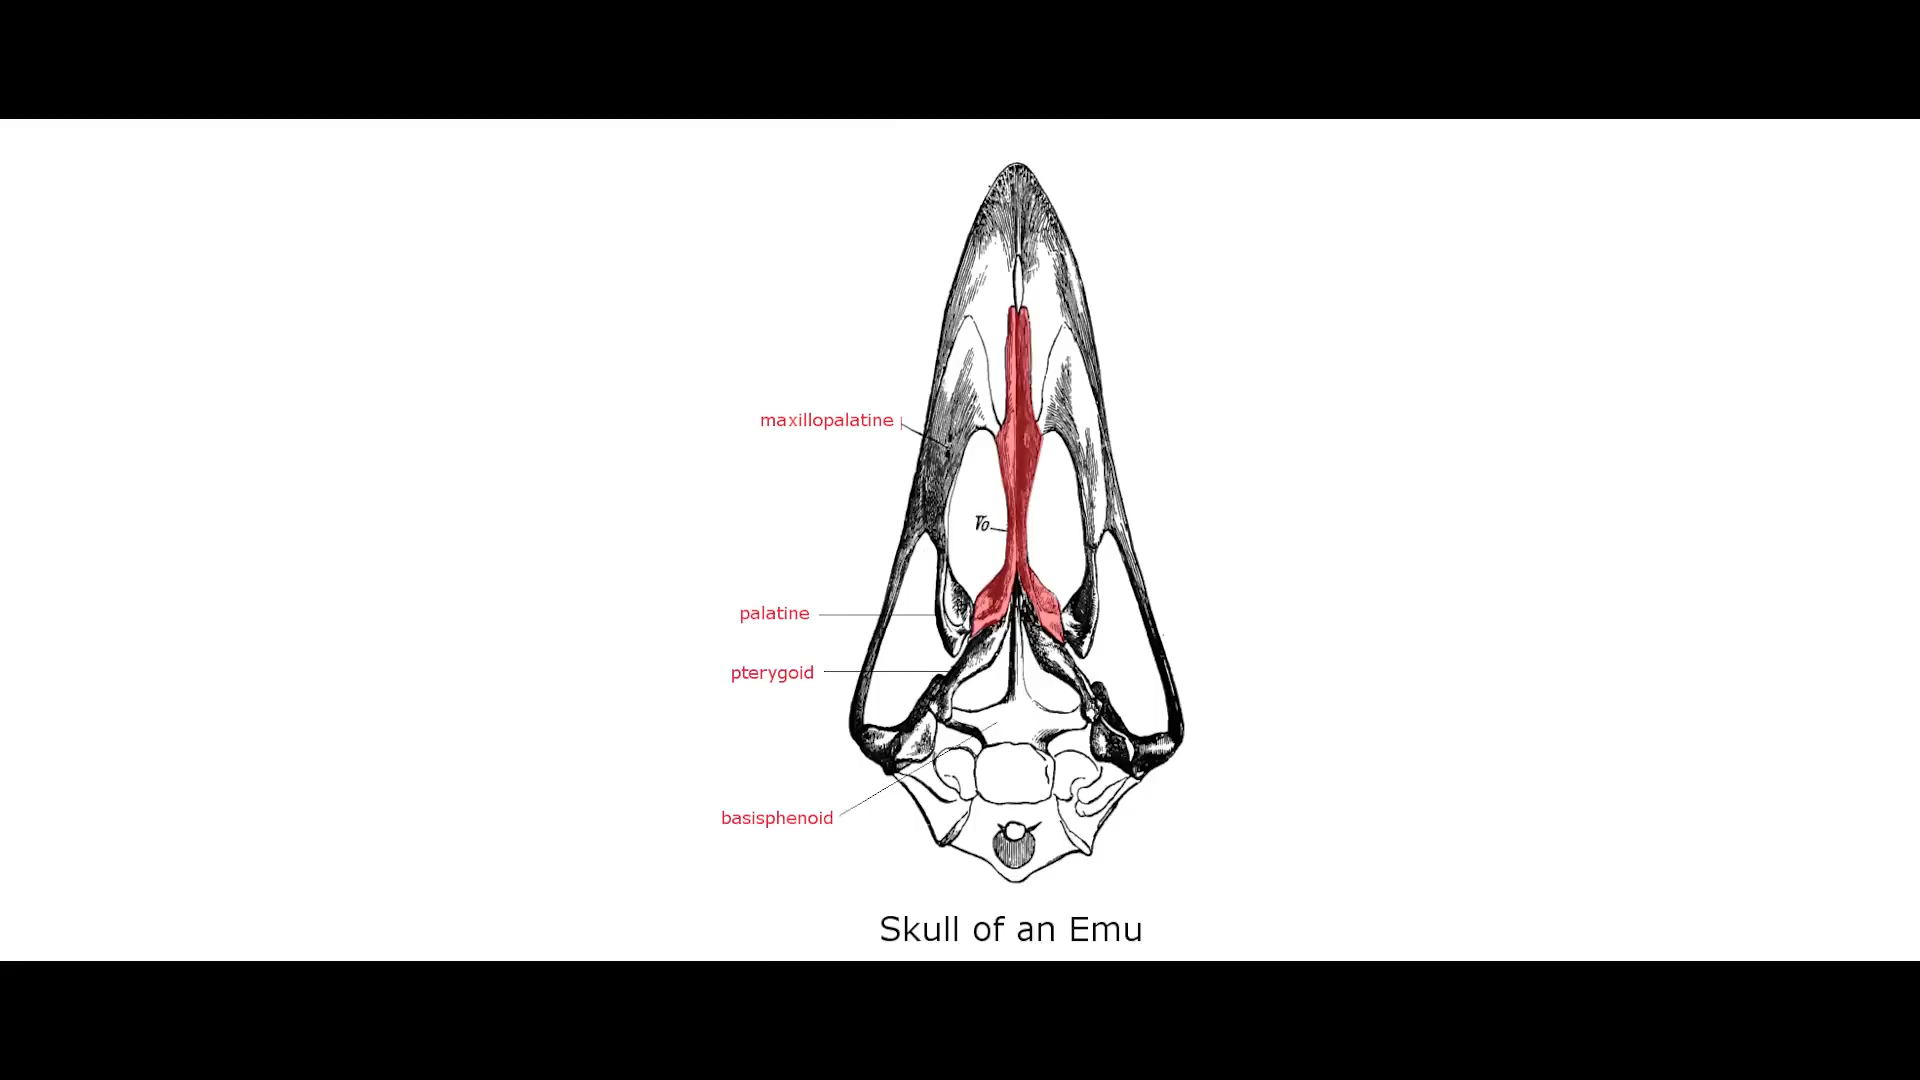 maxillopalatine
Vo
palatine
pterygoid
basisphenoid
Skull of an Emu